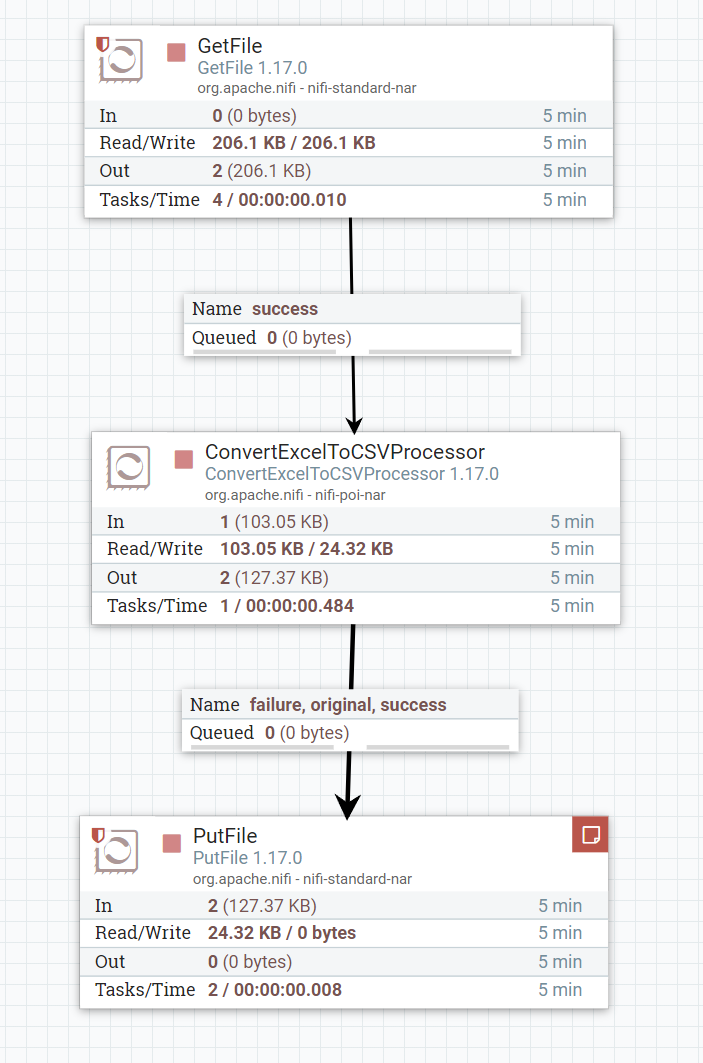 GetFile
GetFile 1.17.0
org.apache.nifi - nifi-standard-nar
In 0 (0 bytes) 5 min
Read/Write 206.1 KB / 206.1 KB 5 min
Out 2 (206.1 KB) 5 min
Tasks/Time 4 / 00:00:00.010 5 min
Name success
Queued 0 (0 bytes)
ConvertExcelToCSVProcessor
ConvertExcelToCSVProcessor 1.17.0
org.apache.nifi - nifi-poi-nar
In 1 (103.05 KB) 5 min
Read/Write 103.05 KB / 24.32 KB 5 min
Out 2 (127.37 KB) 5 min
Tasks/Time 1 / 00:00:00.484 5 min
Name failure, original, success
Queued 0 (0 bytes)
PutFile
PutFile 1.17.0
org.apache.nifi - nifi-standard-nar
In 2 (127.37 KB) 5 min
Read/Write 24.32 KB / 0 bytes 5 min
Out 0 (0 bytes) 5 min
Tasks/Time 2 / 00:00:00.008 5 min